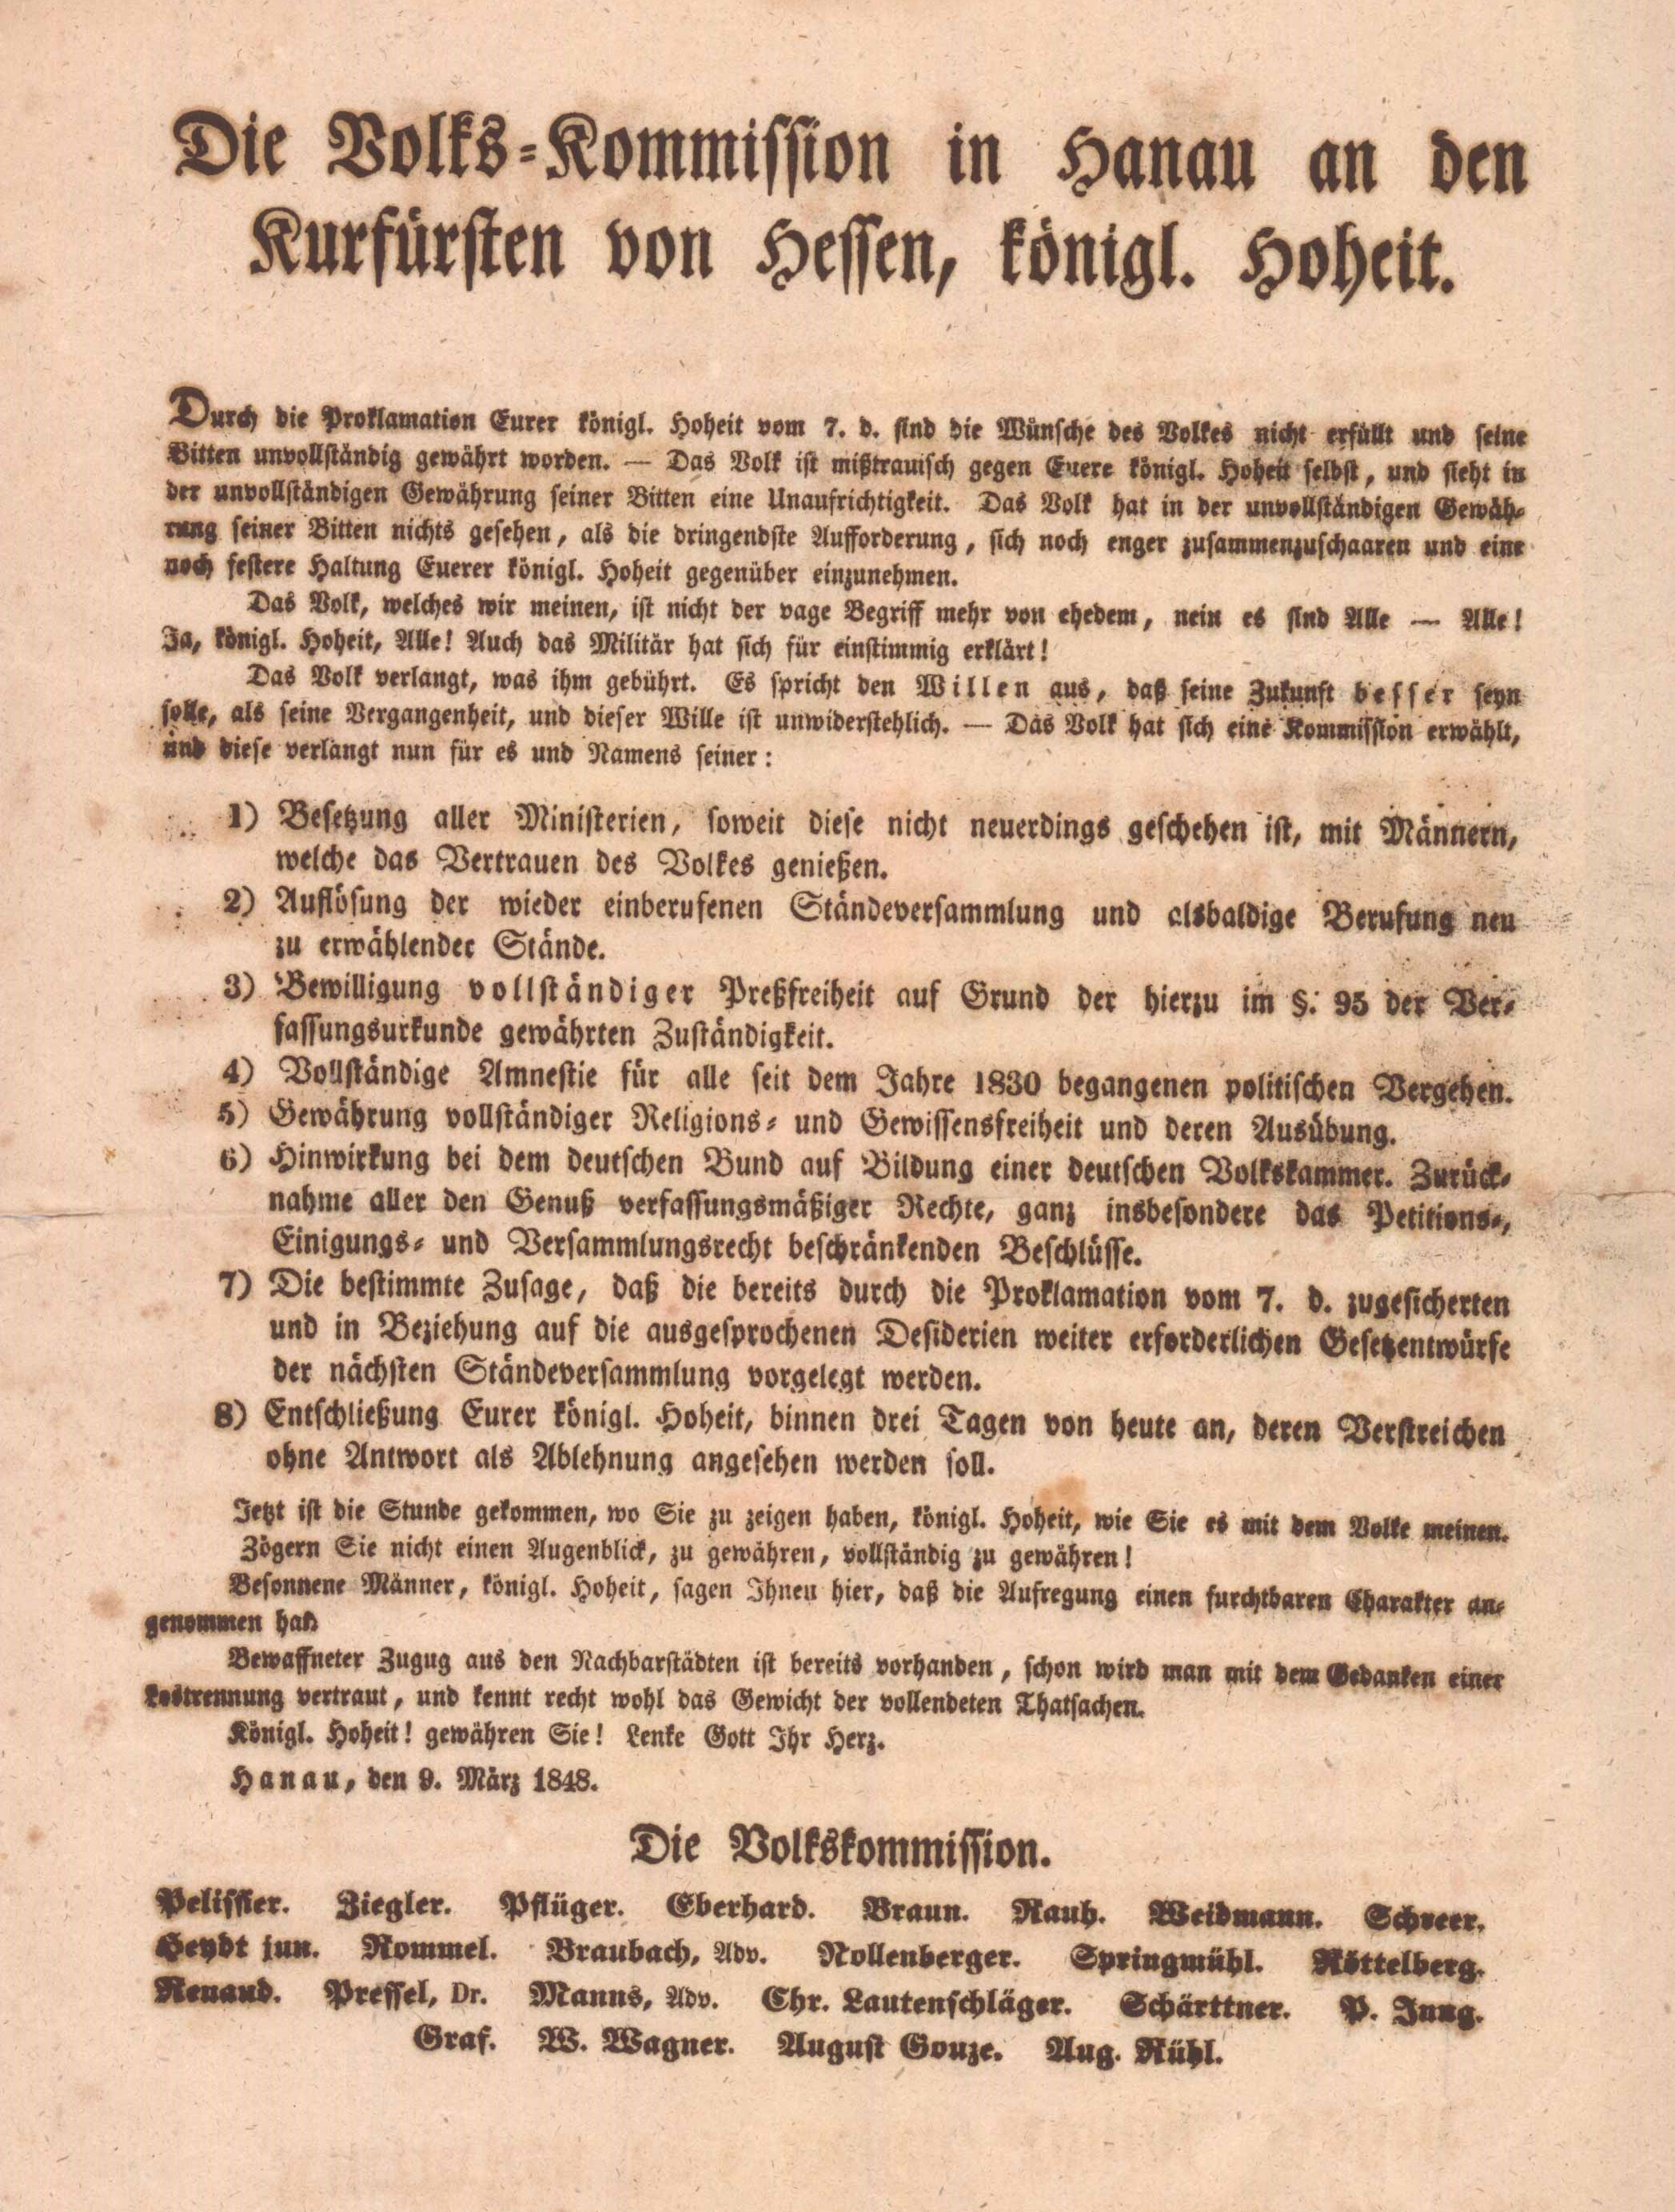 Die Volks-Kommission in Hanau an den
Kurfürsten von Hessen, königl. Hoheit.
Durch die Proklamation Eurer königl. Hoheit vom 7. d. sind die Wünsche des Volkes nicht erfüllt und seine
Bitten unvollständig gewährt worden. — Das Volk ist mißtrauisch gegen Euere königl. Hoheit selbst, und sieht in
der unvollständigen Gewährung seiner Bitten eine Unaufrichtigkeit. Das Volk hat in der unvollständigen Gewäh-
rung seiner Bitten nichts gesehen, als die dringendste Aufforderung, sich noch enger zusammenzuschaaren und eine
noch festere Haltung Euerer königl. Hoheit gegenüber einzunehmen.
Das Volk, welches wir meinen, ist nicht der vage Begriff mehr von ehedem, nein es sind Alle — Alle!
Ja, königl. Hoheit, Alle! Auch das Militär hat sich für einstimmig erklärt!
Das Volk verlangt, was ihm gebührt. Es spricht den Willen aus, daß seine Zukunft besser seyn
solle, als seine Vergangenheit, und dieser Wille ist unwiderstehlich. — Das Volk hat sich eine Kommission erwählt,
und diese verlangt nun für es und Namens seiner:
1) Besetzung aller Ministerien, soweit diese nicht neuerdings geschehen ist, mit Männern,
welche das Vertrauen des Volkes genießen.
2) Auflösung der wieder einberufenen Ständeversammlung und alsbaldige Berufung neu
zu erwählender Stände.
3) Bewilligung vollständiger Preßfreiheit auf Grund der hierzu im §. 95 der Ver-
fassungsurkunde gewährten Zuständigkeit.
4) Vollständige Amnestie für alle seit dem Jahre 1830 begangenen politischen Vergehen.
5) Gewährung vollständiger Religions- und Gewissensfreiheit und deren Ausübung.
6) Hinwirkung bei dem deutschen Bund auf Bildung einer deutschen Volkskammer. Zurück-
nahme aller den Genuß verfassungsmäßiger Rechte, ganz insbesondere das Petitions-,
Einigungs- und Versammlungsrecht beschränkenden Beschlüsse.
7) Die bestimmte Zusage, daß die bereits durch die Proklamation vom 7. d. zugesicherten
und in Beziehung auf die ausgesprochenen Desiderien weiter erforderlichen Gesetzentwürfe
der nächsten Ständeversammlung vorgelegt werden.
8) Entschließung Eurer königl. Hoheit, binnen drei Tagen von heute an, deren Verstreichen
ohne Antwort als Ablehnung angesehen werden soll.
Jetzt ist die Stunde gekommen, wo Sie zu zeigen haben, königl. Hoheit, wie Sie es mit dem Volke meinen.
Zögern Sie nicht einen Augenblick, zu gewähren, vollständig zu gewähren!
Besonnene Männer, königl. Hoheit, sagen Ihnen hier, daß die Aufregung einen furchtbaren Charakter an-
genommen hat.
Bewaffneter Zugug aus den Nachbarstädten ist bereits vorhanden, schon wird man mit dem Gedanken einer
Lostrennung vertraut, und kennt recht wohl das Gewicht der vollendeten Thatsachen.
Königl. Hoheit! gewähren Sie! Lenke Gott Ihr Herz.
Hanau, den 9. März 1848.
Die Volkskommission.
Pelissier. Ziegler. Pflüger. Eberhard. Braun. Rauh. Weidmann. Schreer.
Heydt jun. Rommel. Braubach, Adv. Nollenberger. Springmühl. Röttelberg.
Renaud. Pressel, Dr. Manns, Adv. Chr. Lautenschläger. Schärttner. P. Jung.
Graf. W. Wagner. August Gouze. Aug. Rühl.